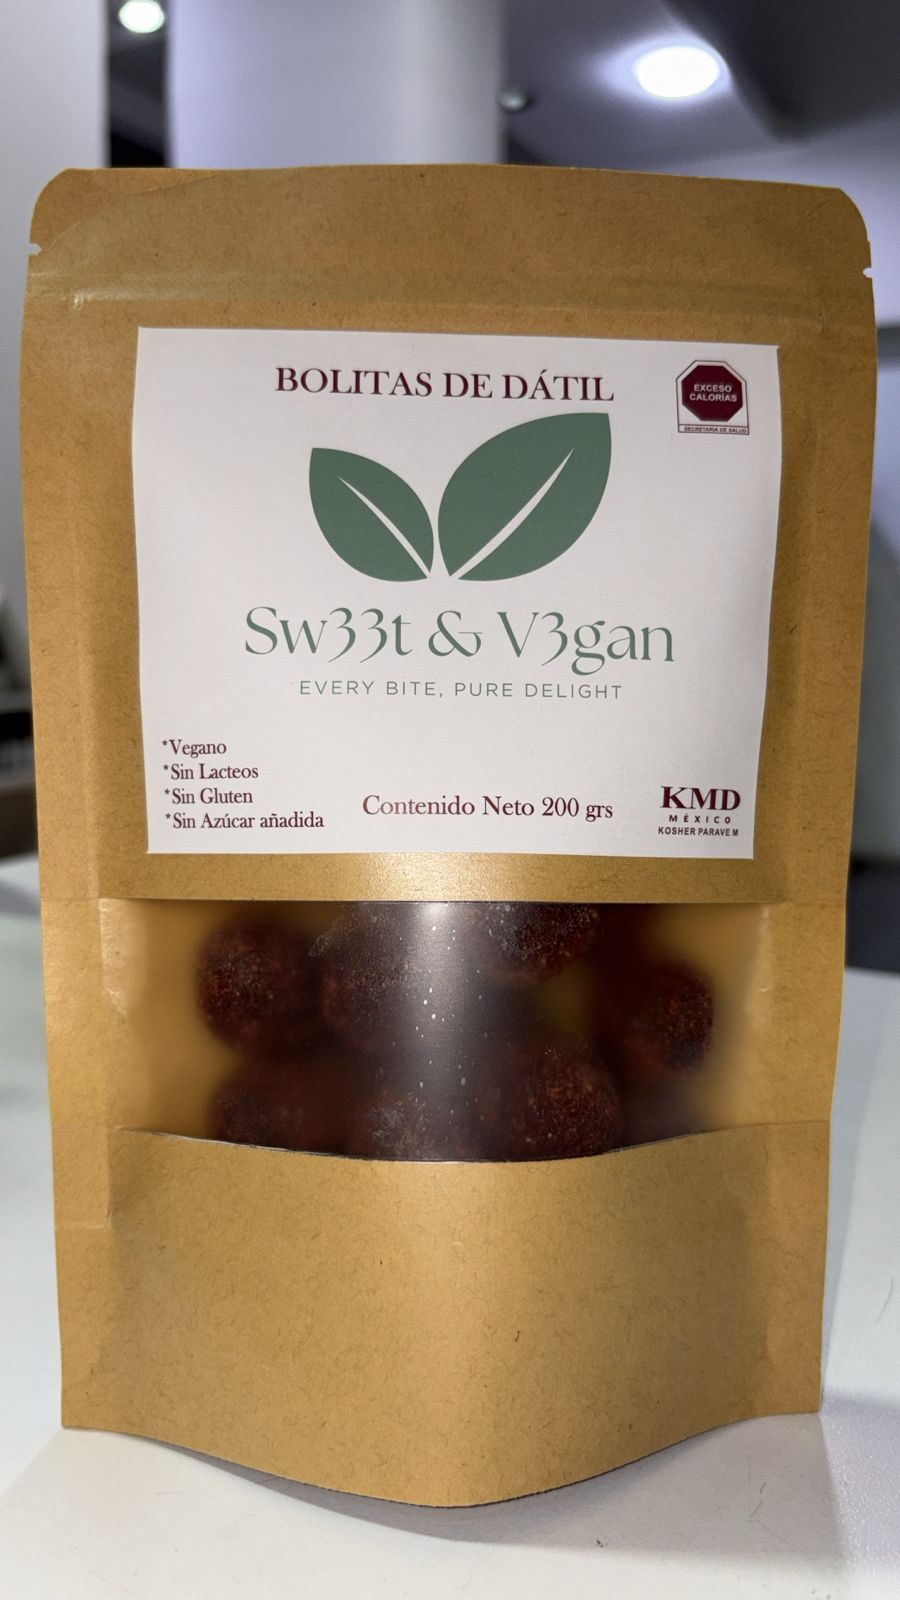 BOLITAS DE DÁTIL
EXCESO
CALORÍAS
SECRETARÍA DE SALUD
Sw33t & V3gan
EVERY BITE, PURE DELIGHT
*Vegano
*Sin Lacteos
*Sin Gluten
*Sin Azúcar añadida
Contenido Neto 200 grs
KMD
MÉXICO
KOSHER PARAVE M